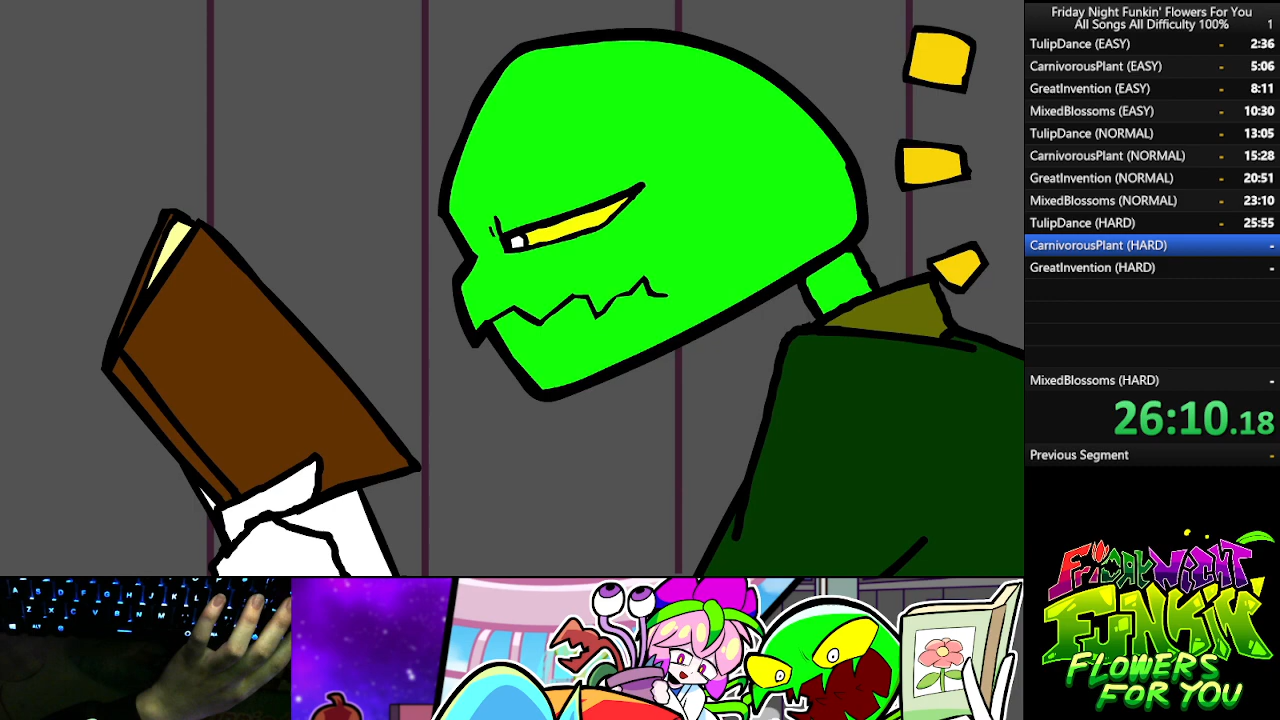 Friday Night Funkin' Flowers For You
All Songs All Difficulty 100% 1
TulipDance (EASY) - 2:36
CarnivorousPlant (EASY) - 5:06
GreatInvention (EASY) - 8:11
MixedBlossoms (EASY) - 10:30
TulipDance (NORMAL) - 13:05
CarnivorousPlant (NORMAL) - 15:28
GreatInvention (NORMAL) - 20:51
MixedBlossoms (NORMAL) - 23:10
TulipDance (HARD) - 25:55
CarnivorousPlant (HARD) -
GreatInvention (HARD) -
MixedBlossoms (HARD) -
26:10.18
Previous Segment -
FRIDAY NIGHT
FUNKIN'
FLOWERS
FOR YOU